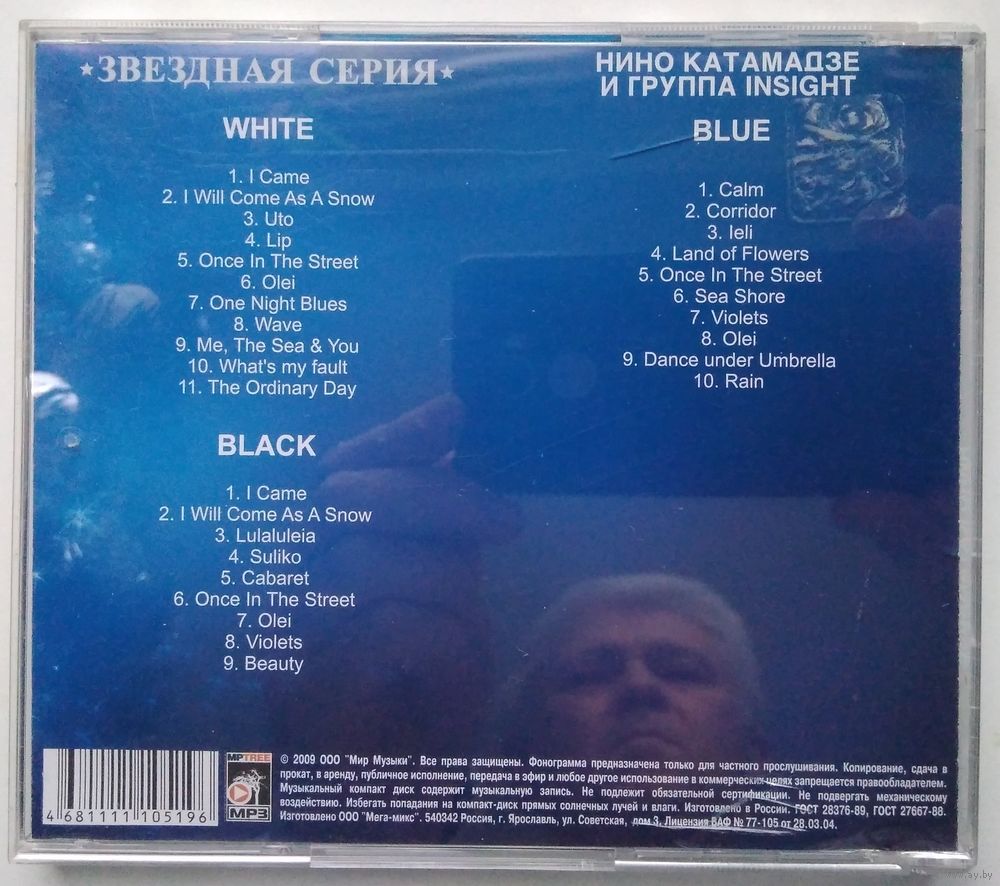 ★ЗВЕЗДНАЯ СЕРИЯ★
WHITE
1. I Came
2. I Will Come As A Snow
3. Uto
4. Lip
5. Once In The Street
6. Olei
7. One Night Blues
8. Wave
9. Me, The Sea & You
10. What's my fault
11. The Ordinary Day
BLACK
1. I Came
2. I Will Come As A Snow
3. Lulaluleia
4. Suliko
5. Cabaret
6. Once In The Street
7. Olei
8. Violets
9. Beauty
НИНО КАТАМАДЗЕ
И ГРУППА INSIGHT
BLUE
1. Calm
2. Corridor
3. Ieli
4. Land of Flowers
5. Once In The Street
6. Sea Shore
7. Violets
8. Olei
9. Dance under Umbrella
10. Rain
4 681111 105196
MPTREE
MP3
© 2009 ООО "Мир Музыки". Все права защищены. Фонограмма предназначена только для частного прослушивания. Копирование, сдача в
прокат, в аренду, публичное исполнение, передача в эфир и любое другое использование в коммерческих целях запрещается правообладателем.
Музыкальный компакт диск содержит музыкальную запись. Не подлежит обязательной сертификации. Не подвергать механическому
воздействию. Избегать попадания на компакт-диск прямых солнечных лучей и влаги. Изготовлено в России. ГОСТ 28376-89, ГОСТ 27667-88.
Изготовлено ООО "Мега-микс". 540342 Россия, г. Ярославль, ул. Советская, дом 3. Лицензия ВАФ № 77-105 от 28.03.04.
www.ay.by